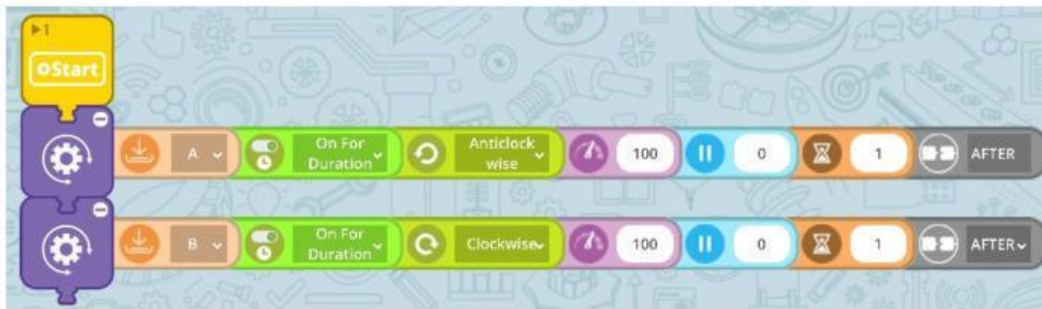 1
Start
A On For Duration Anticlock wise 100 0 1 AFTER
B On For Duration Clockwise 100 0 1 AFTER